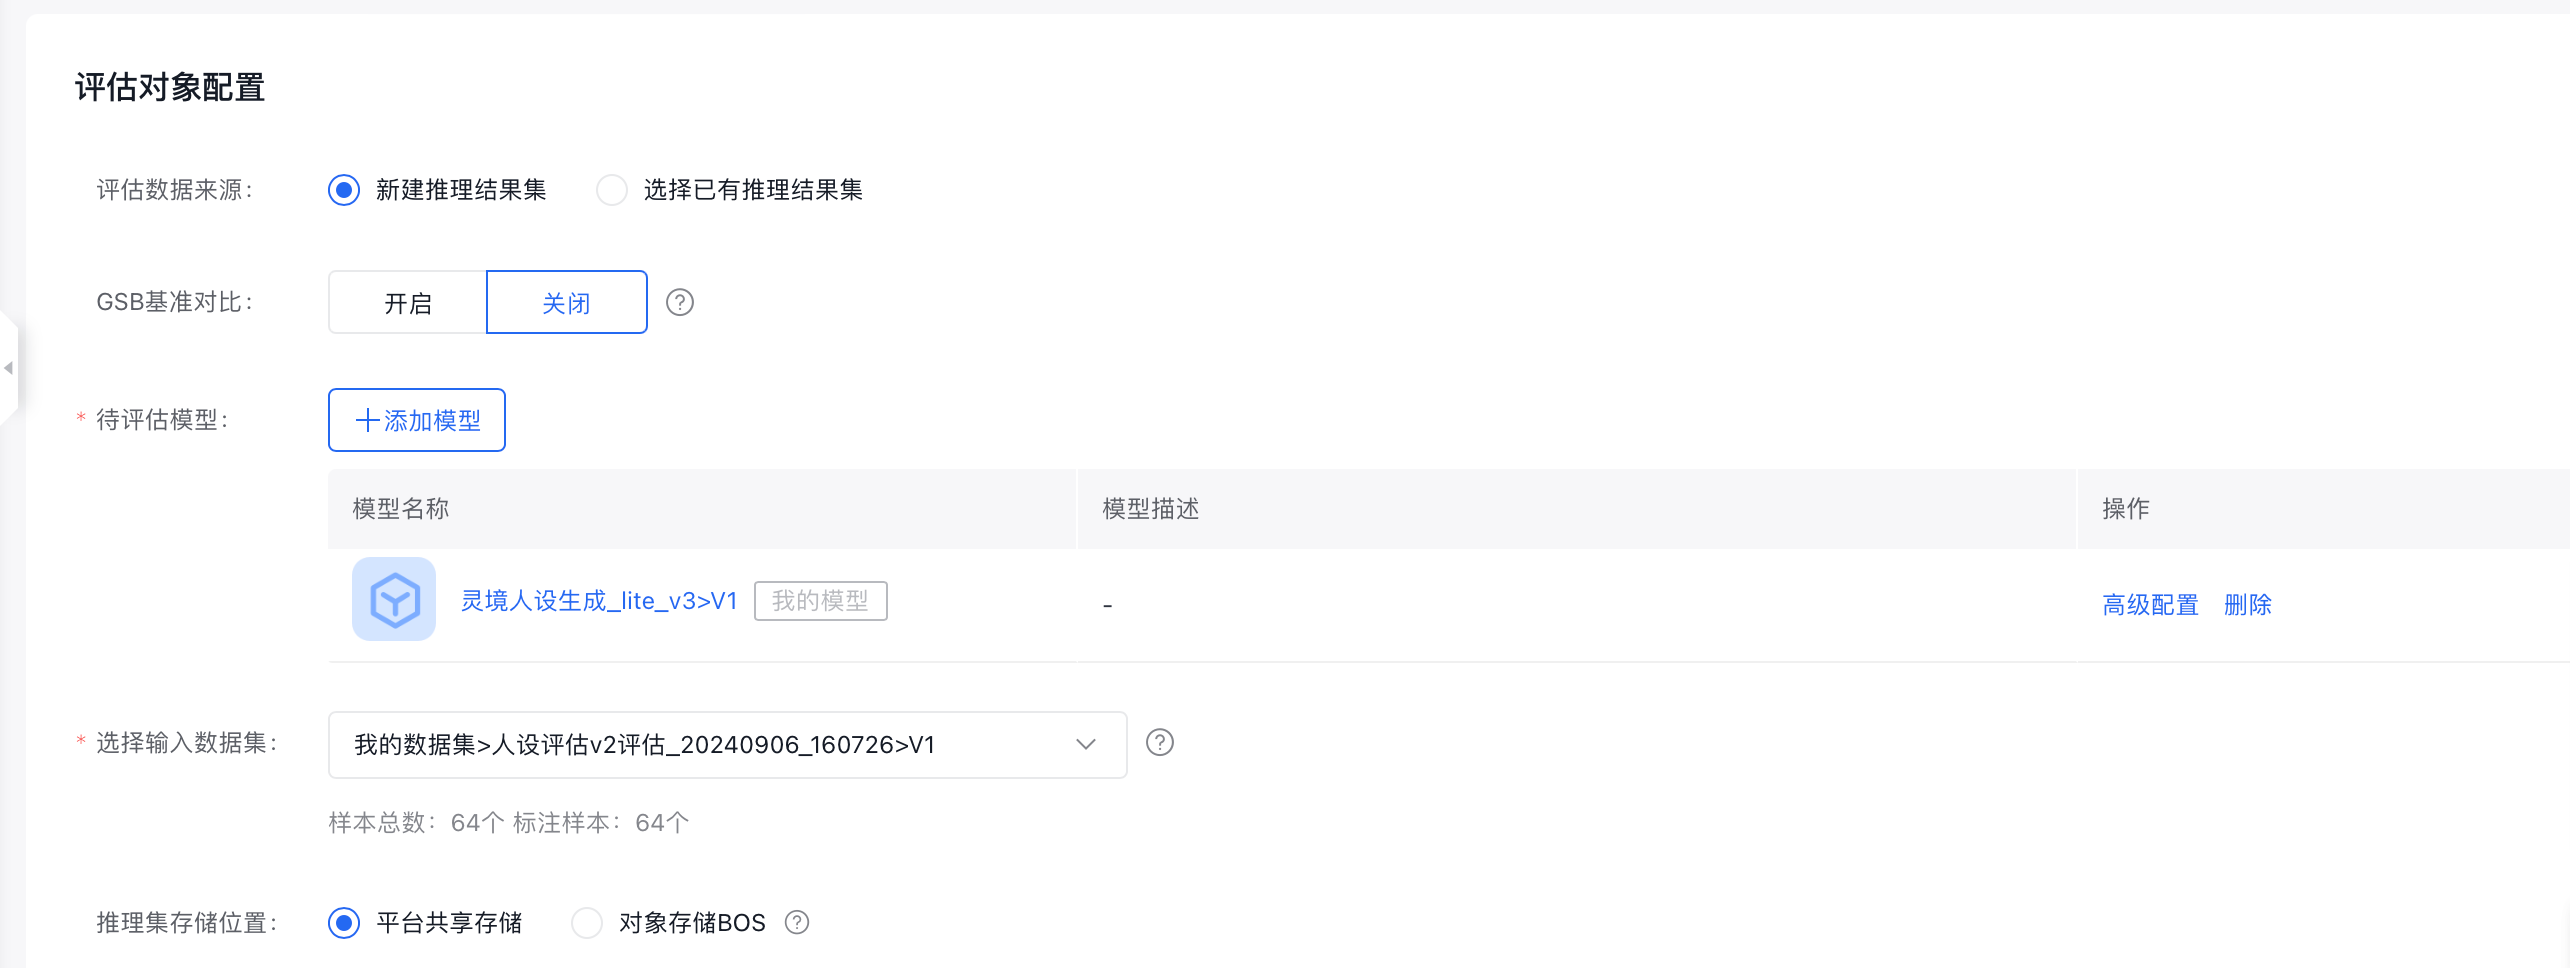 评估对象配置
评估数据来源： 新建推理结果集 选择已有推理结果集
GSB基准对比： 开启 关闭 ?
* 待评估模型： 添加模型
模型名称 模型描述 操作
灵境人设生成_lite_v3>V1 我的模型 - 高级配置 删除
* 选择输入数据集： 我的数据集>人设评估v2评估_20240906_160726>V1 ?
样本总数：64个 标注样本：64个
推理集存储位置： 平台共享存储 对象存储BOS ?